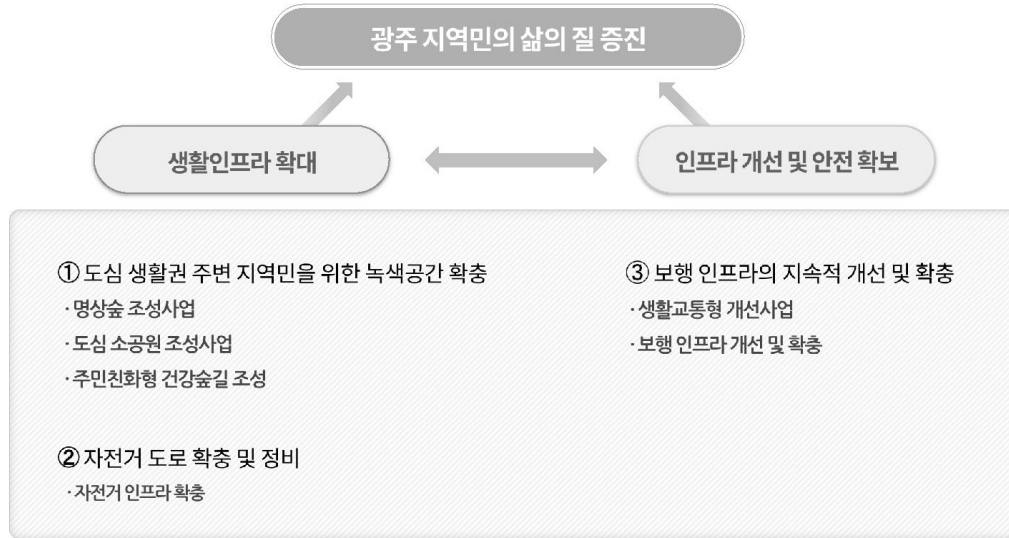 광주 지역민의 삶의 질 증진
생활인프라 확대
인프라 개선 및 안전 확보
① 도심 생활권 주변 지역민을 위한 녹색공간 확충
· 명상숲 조성사업
· 도심 소공원 조성사업
· 주민친화형 건강숲길 조성
② 자전거 도로 확충 및 정비
· 자전거 인프라 확충
③ 보행 인프라의 지속적 개선 및 확충
· 생활교통형 개선사업
· 보행 인프라 개선 및 확충